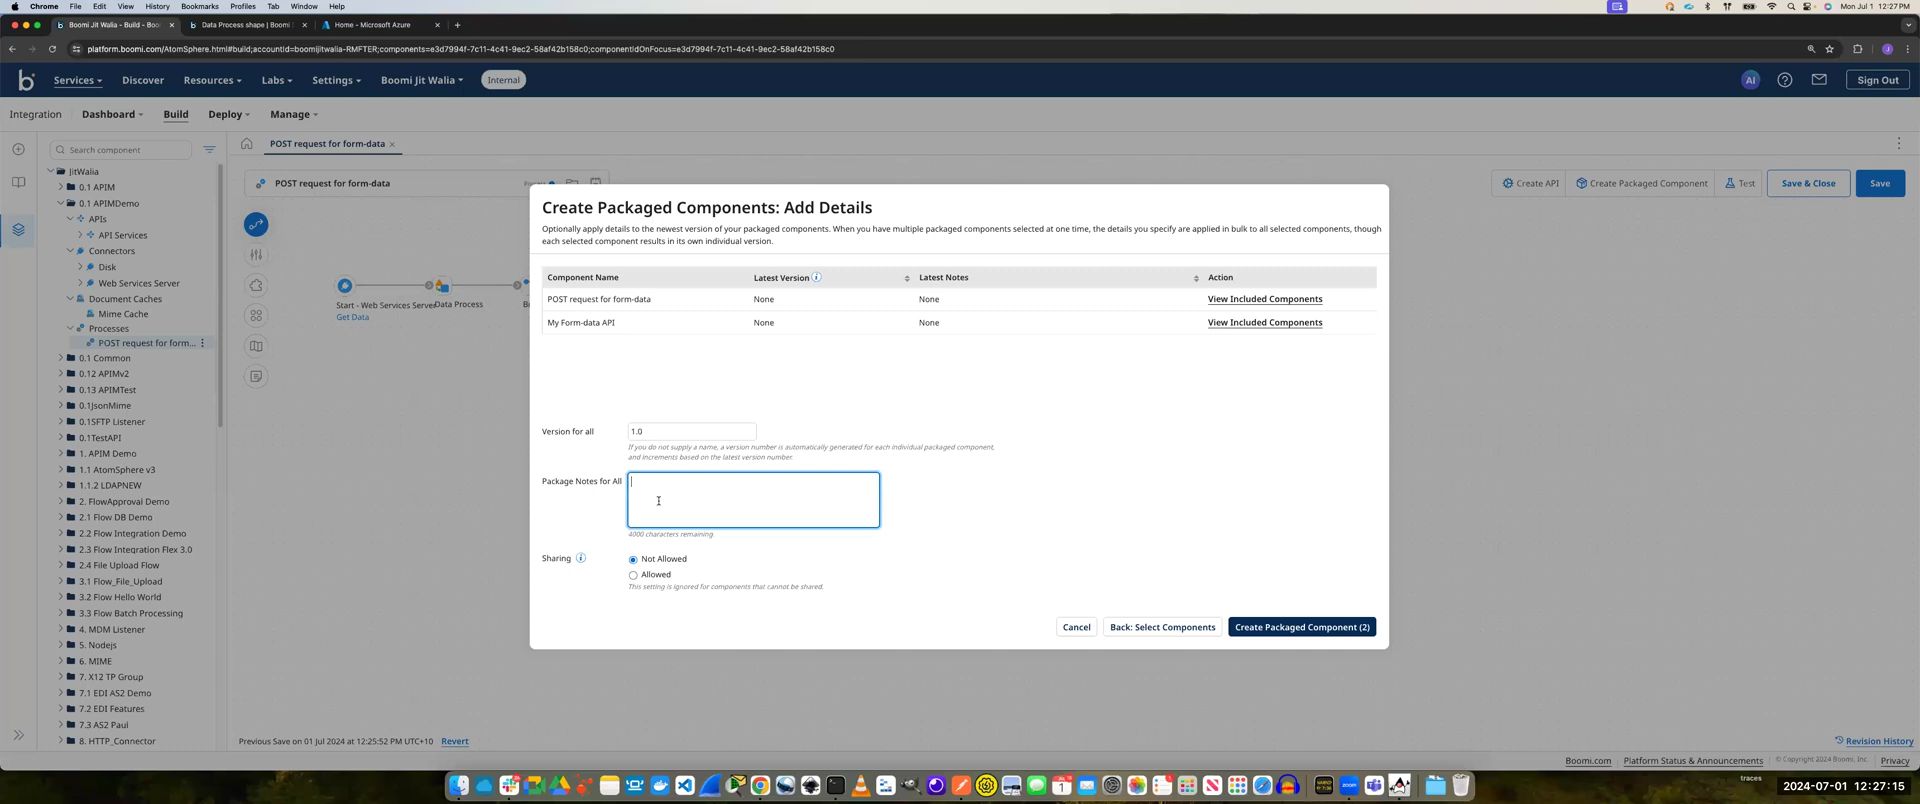 Chrome File Edit View History Bookmarks Profiles Tab Window Help
Mon Jul 1 12:27 PM
Boomi Jit Walia - Build - Boo
Data Process shape | Boomi
Home - Microsoft Azure
platform.boomi.com/AtomSphere.html#build;accountId=boomijitwalia-RMFTER;components=e3d7994f-7c11-4c41-9ec2-58af42b158c0;componentIdOnFocus=e3d7994f-7c11-4c41-9ec2-58af42b158c0
Services Discover Resources Labs Settings Boomi Jit Walia Internal
AI
Sign Out
Integration Dashboard Build Deploy Manage
Search component
POST request for form-data
JitWalia
0.1 APIM
0.1 APIMDemo
APIs
API Services
Connectors
Disk
Web Services Server
Document Caches
Mime Cache
Processes
POST request for form...
0.1 Common
0.12 APIMv2
0.13 APIMTest
0.1JsonMime
0.1SFTP Listener
0.1TestAPI
1. APIM Demo
1.1 AtomSphere v3
1.1.2 LDAPNEW
2. FlowApproval Demo
2.1 Flow DB Demo
2.2 Flow Integration Demo
2.3 Flow Integration Flex 3.0
2.4 File Upload Flow
3.1 Flow_File_Upload
3.2 Flow Hello World
3.3 Flow Batch Processing
4. MDM Listener
5. Nodejs
6. MIME
7. X12 TP Group
7.1 EDI AS2 Demo
7.2 EDI Features
7.3 AS2 Paul
8. HTTP_Connector
POST request for form-data
Create API Create Packaged Component Test Save & Close Save
Start - Web Services Server
Get Data
Data Process
Create Packaged Components: Add Details
Optionally apply details to the newest version of your packaged components. When you have multiple packaged components selected at one time, the details you specify are applied in bulk to all selected components, though
each selected component results in its own individual version.
Component Name Latest Version Latest Notes Action
POST request for form-data None None View Included Components
My Form-data API None None View Included Components
Version for all 1.0
If you do not supply a name, a version number is automatically generated for each individual packaged component,
and increments based on the latest version number.
Package Notes for All
4000 characters remaining
Sharing Not Allowed
Allowed
This setting is ignored for components that cannot be shared.
Cancel Back: Select Components Create Packaged Component (2)
Previous Save on 01 Jul 2024 at 12:25:52 PM UTC+10 Revert
Revision History
Boomi.com Platform Status & Announcements © Copyright 2024 Boomi, Inc. Privacy
traces
2024-07-01 12:27:15